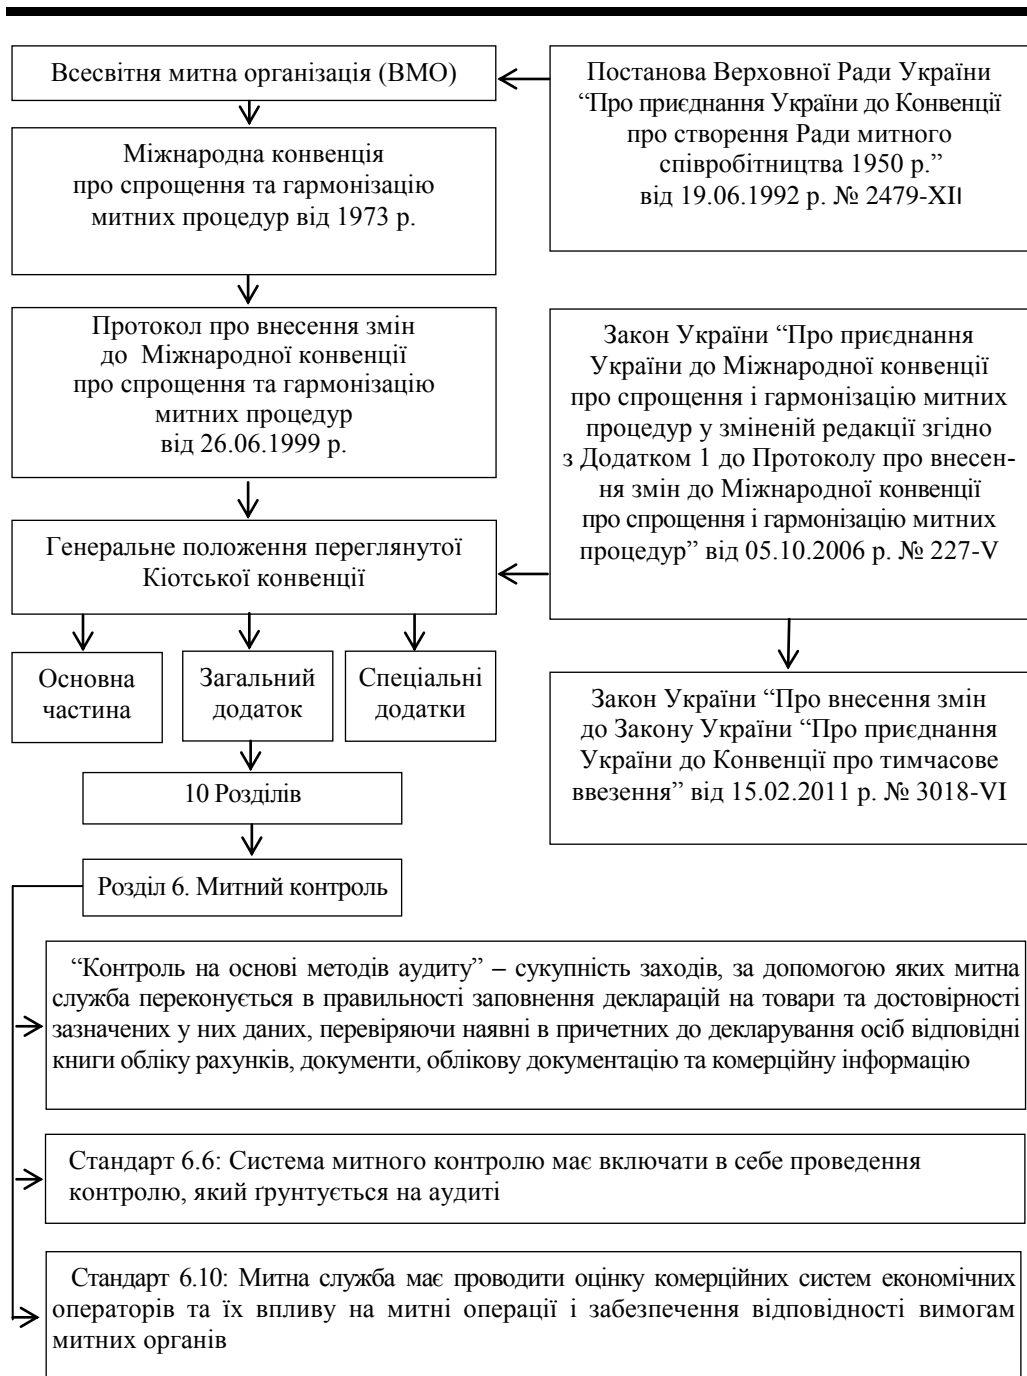 Всесвітня митна організація (ВМО)
Постанова Верховної Ради України
“Про приєднання України до Конвенції
про створення Ради митного
співробітництва 1950 р.”
від 19.06.1992 р. № 2479-XII
Міжнародна конвенція
про спрощення та гармонізацію
митних процедур від 1973 р.
Протокол про внесення змін
до Міжнародної конвенції
про спрощення та гармонізацію
митних процедур
від 26.06.1999 р.
Закон України “Про приєднання
України до Міжнародної конвенції
про спрощення і гармонізацію митних
процедур у зміненій редакції згідно
з Додатком 1 до Протоколу про внесен-
ня змін до Міжнародної конвенції
про спрощення і гармонізацію митних
процедур” від 05.10.2006 р. № 227-V
Генеральне положення переглянутої
Кіотської конвенції
Основна
частина
Загальний
додаток
Спеціальні
додатки
Закон України “Про внесення змін
до Закону України “Про приєднання
України до Конвенції про тимчасове
ввезення” від 15.02.2011 р. № 3018-VI
10 Розділів
Розділ 6. Митний контроль
“Контроль на основі методів аудиту” – сукупність заходів, за допомогою яких митна
служба переконується в правильності заповнення декларацій на товари та достовірності
зазначених у них даних, перевіряючи наявні в причетних до декларування осіб відповідні
книги обліку рахунків, документи, облікову документацію та комерційну інформацію
Стандарт 6.6: Система митного контролю має включати в себе проведення
контролю, який ґрунтується на аудиті
Стандарт 6.10: Митна служба має проводити оцінку комерційних систем економічних
операторів та їх впливу на митні операції і забезпечення відповідності вимогам
митних органів